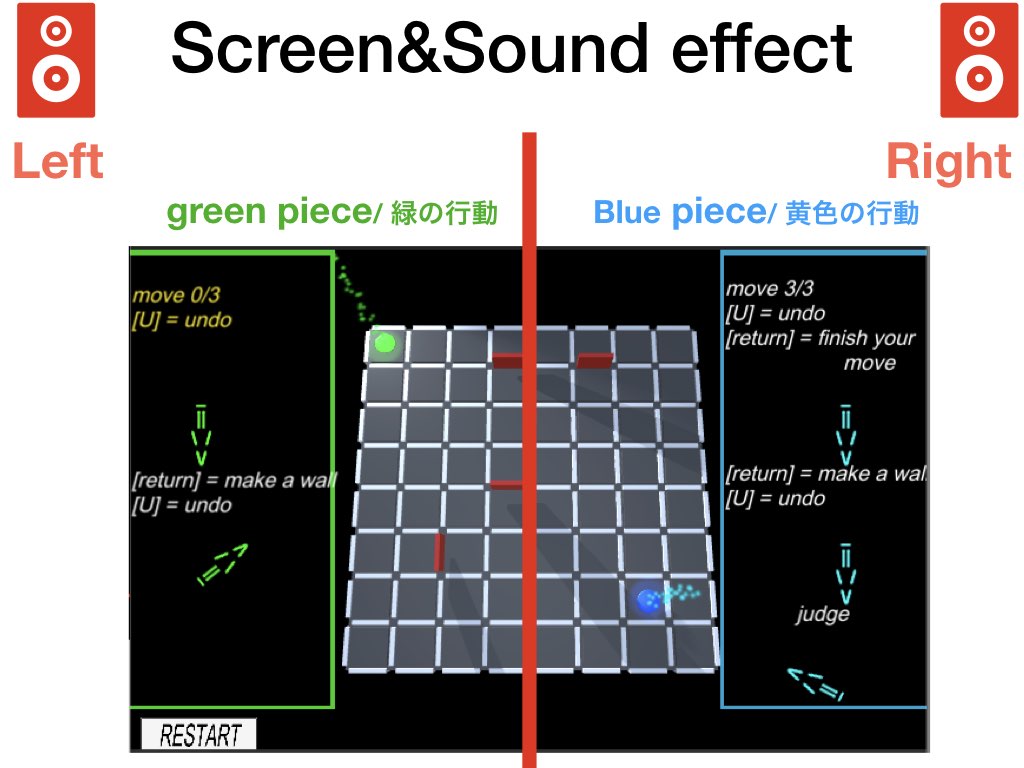 Screen&Sound effect
Left
Right
green piece/ 緑の行動
Blue piece/ 黄色の行動
move 0/3
[U] = undo
[return] = make a wall
[U] = undo
RESTART
move 3/3
[U] = undo
[return] = finish your
move
[return] = make a wal
[U] = undo
judge